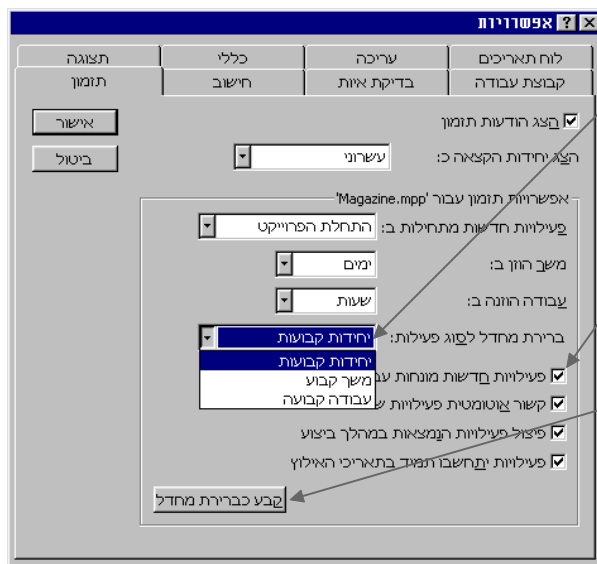 אפשרויות
לוח תאריכים עריכה כללי תצוגה
קבוצת עבודה בדיקת איות חישוב תזמון
הצג הודעות תזמון
אישור
הצג יחידות הקצאה כ: עשרוני
ביטול
אפשרויות תזמון עבור 'Magazine.mpp'
פעילויות חדשות מתחילות ב: התחלת הפרוייקט
משך הוזן ב: ימים
עבודה הוזנה ב: שעות
ברירת מחדל לסוג פעילות: יחידות קבועות
יחידות קבועות
משך קבוע
עבודה קבועה
פעילויות חדשות מונחות
קשור אוטומטית פעילויות
פיצול פעילויות הנמצאות במהלך ביצוע
פעילויות יתחשבו תמיד בתאריכי האילוץ
קבע כברירת מחדל